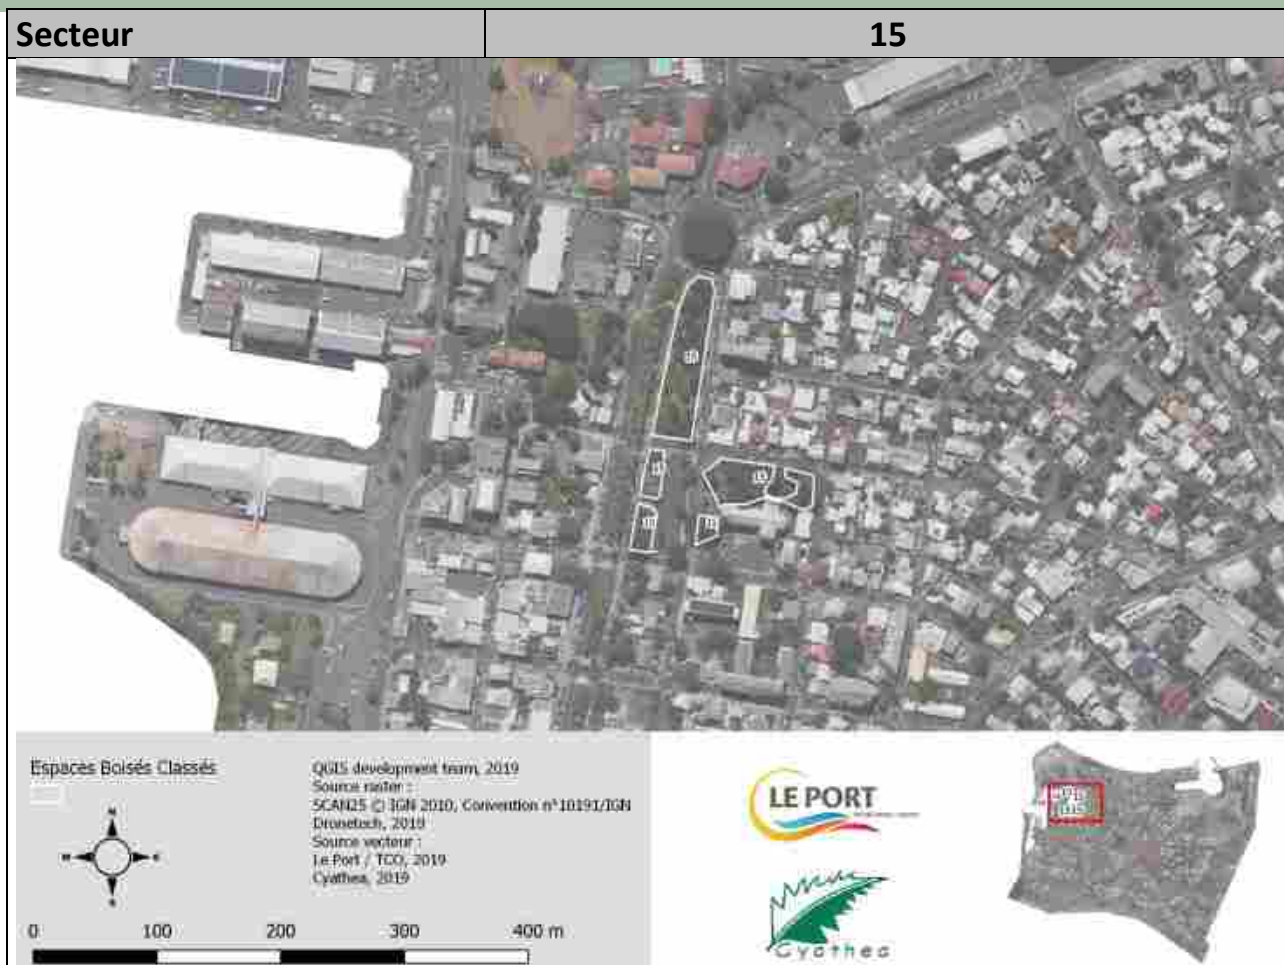 Secteur 15
Espaces Boisés Classés
QGIS development team, 2019
Source raster :
SCAN25 © IGN 2010, Convention n°10191/IGN
Dronetech, 2019
Source vecteur :
Le Port / TCO, 2019
Cyathea, 2019
N
0 100 200 300 400 m
LE PORT
Cyathea